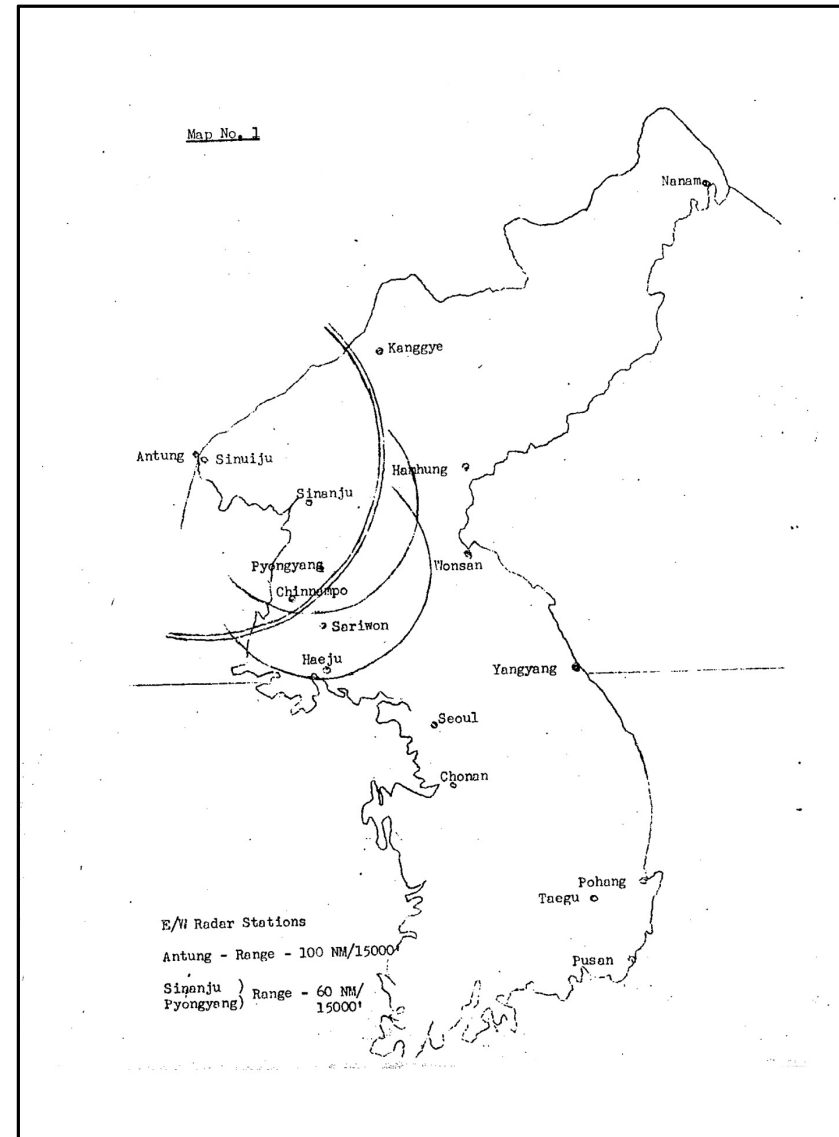 Map No. 1
Nanam
Kanggye
Antung
Sinuiju
Hamhung
Sinanju
Pyongyang
Wonsan
Chinnampo
Sariwon
Haeju
Yangyang
Seoul
Chonan
Pohang
Taegu
E/W Radar Stations
Antung - Range - 100 NM/15000'
Pusan
Sinanju ) Range - 60 NM/
Pyongyang) 15000'